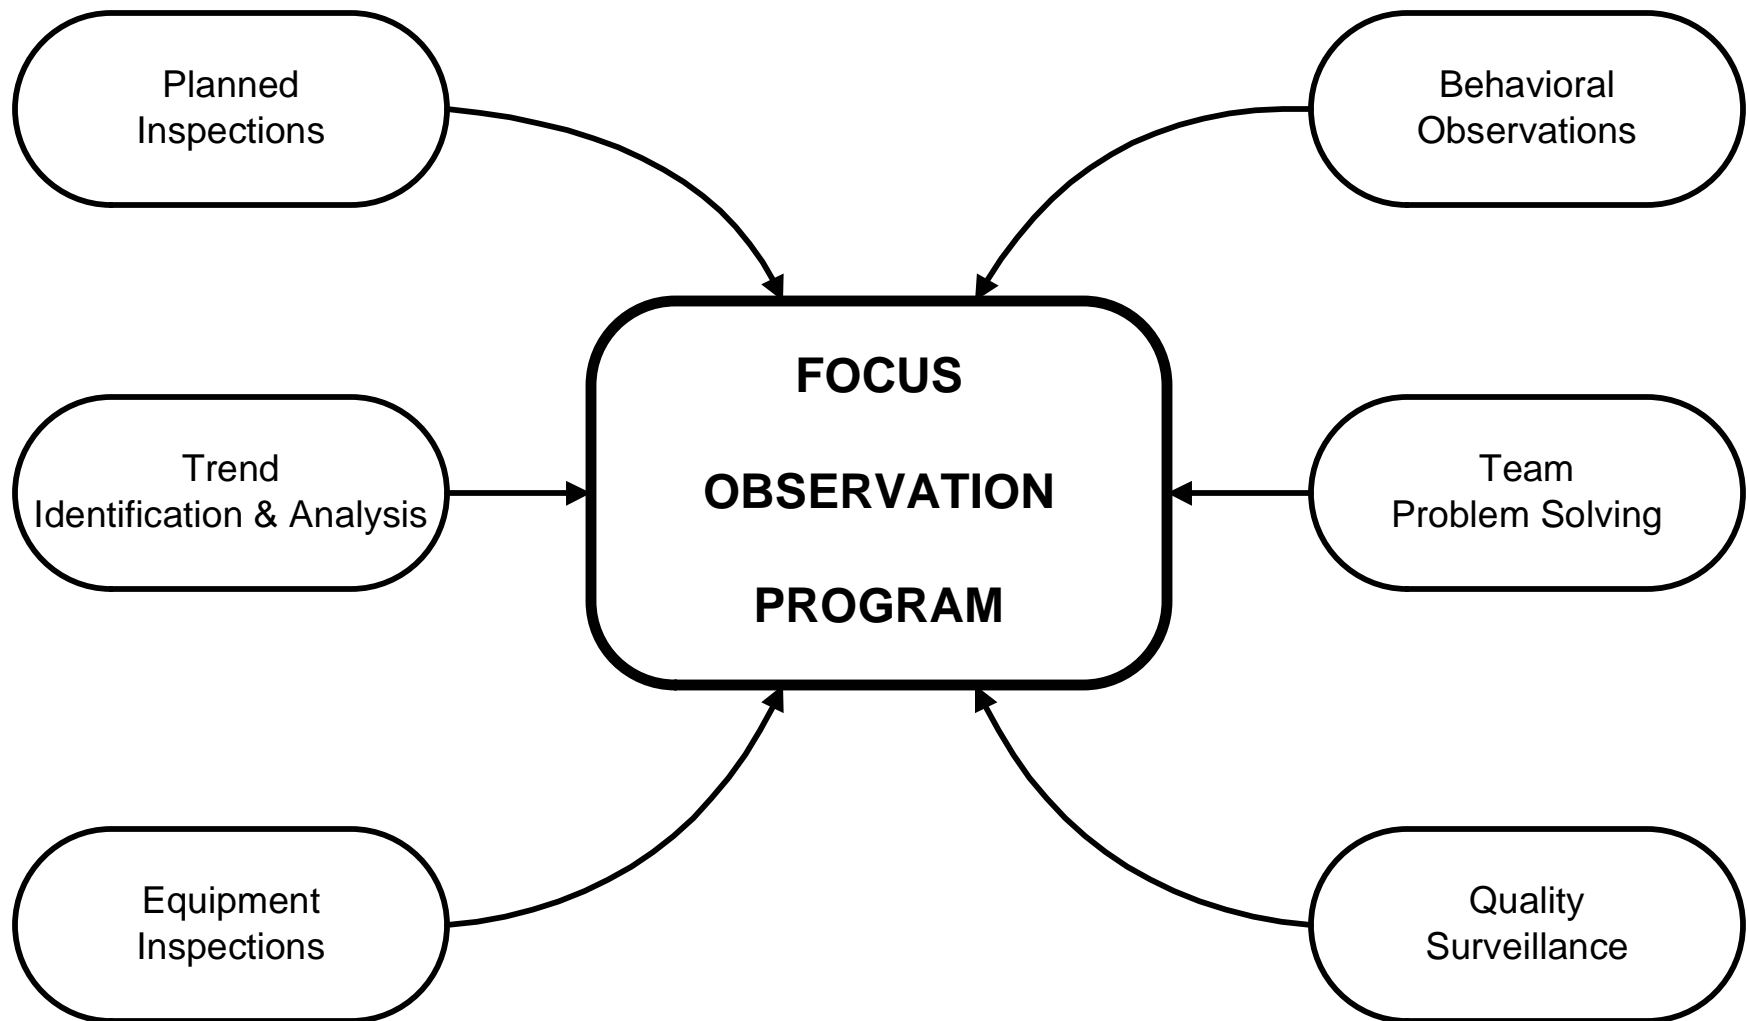 Planned
Inspections
Behavioral
Observations
FOCUS
OBSERVATION
PROGRAM
Trend
Identification & Analysis
Team
Problem Solving
Equipment
Inspections
Quality
Surveillance